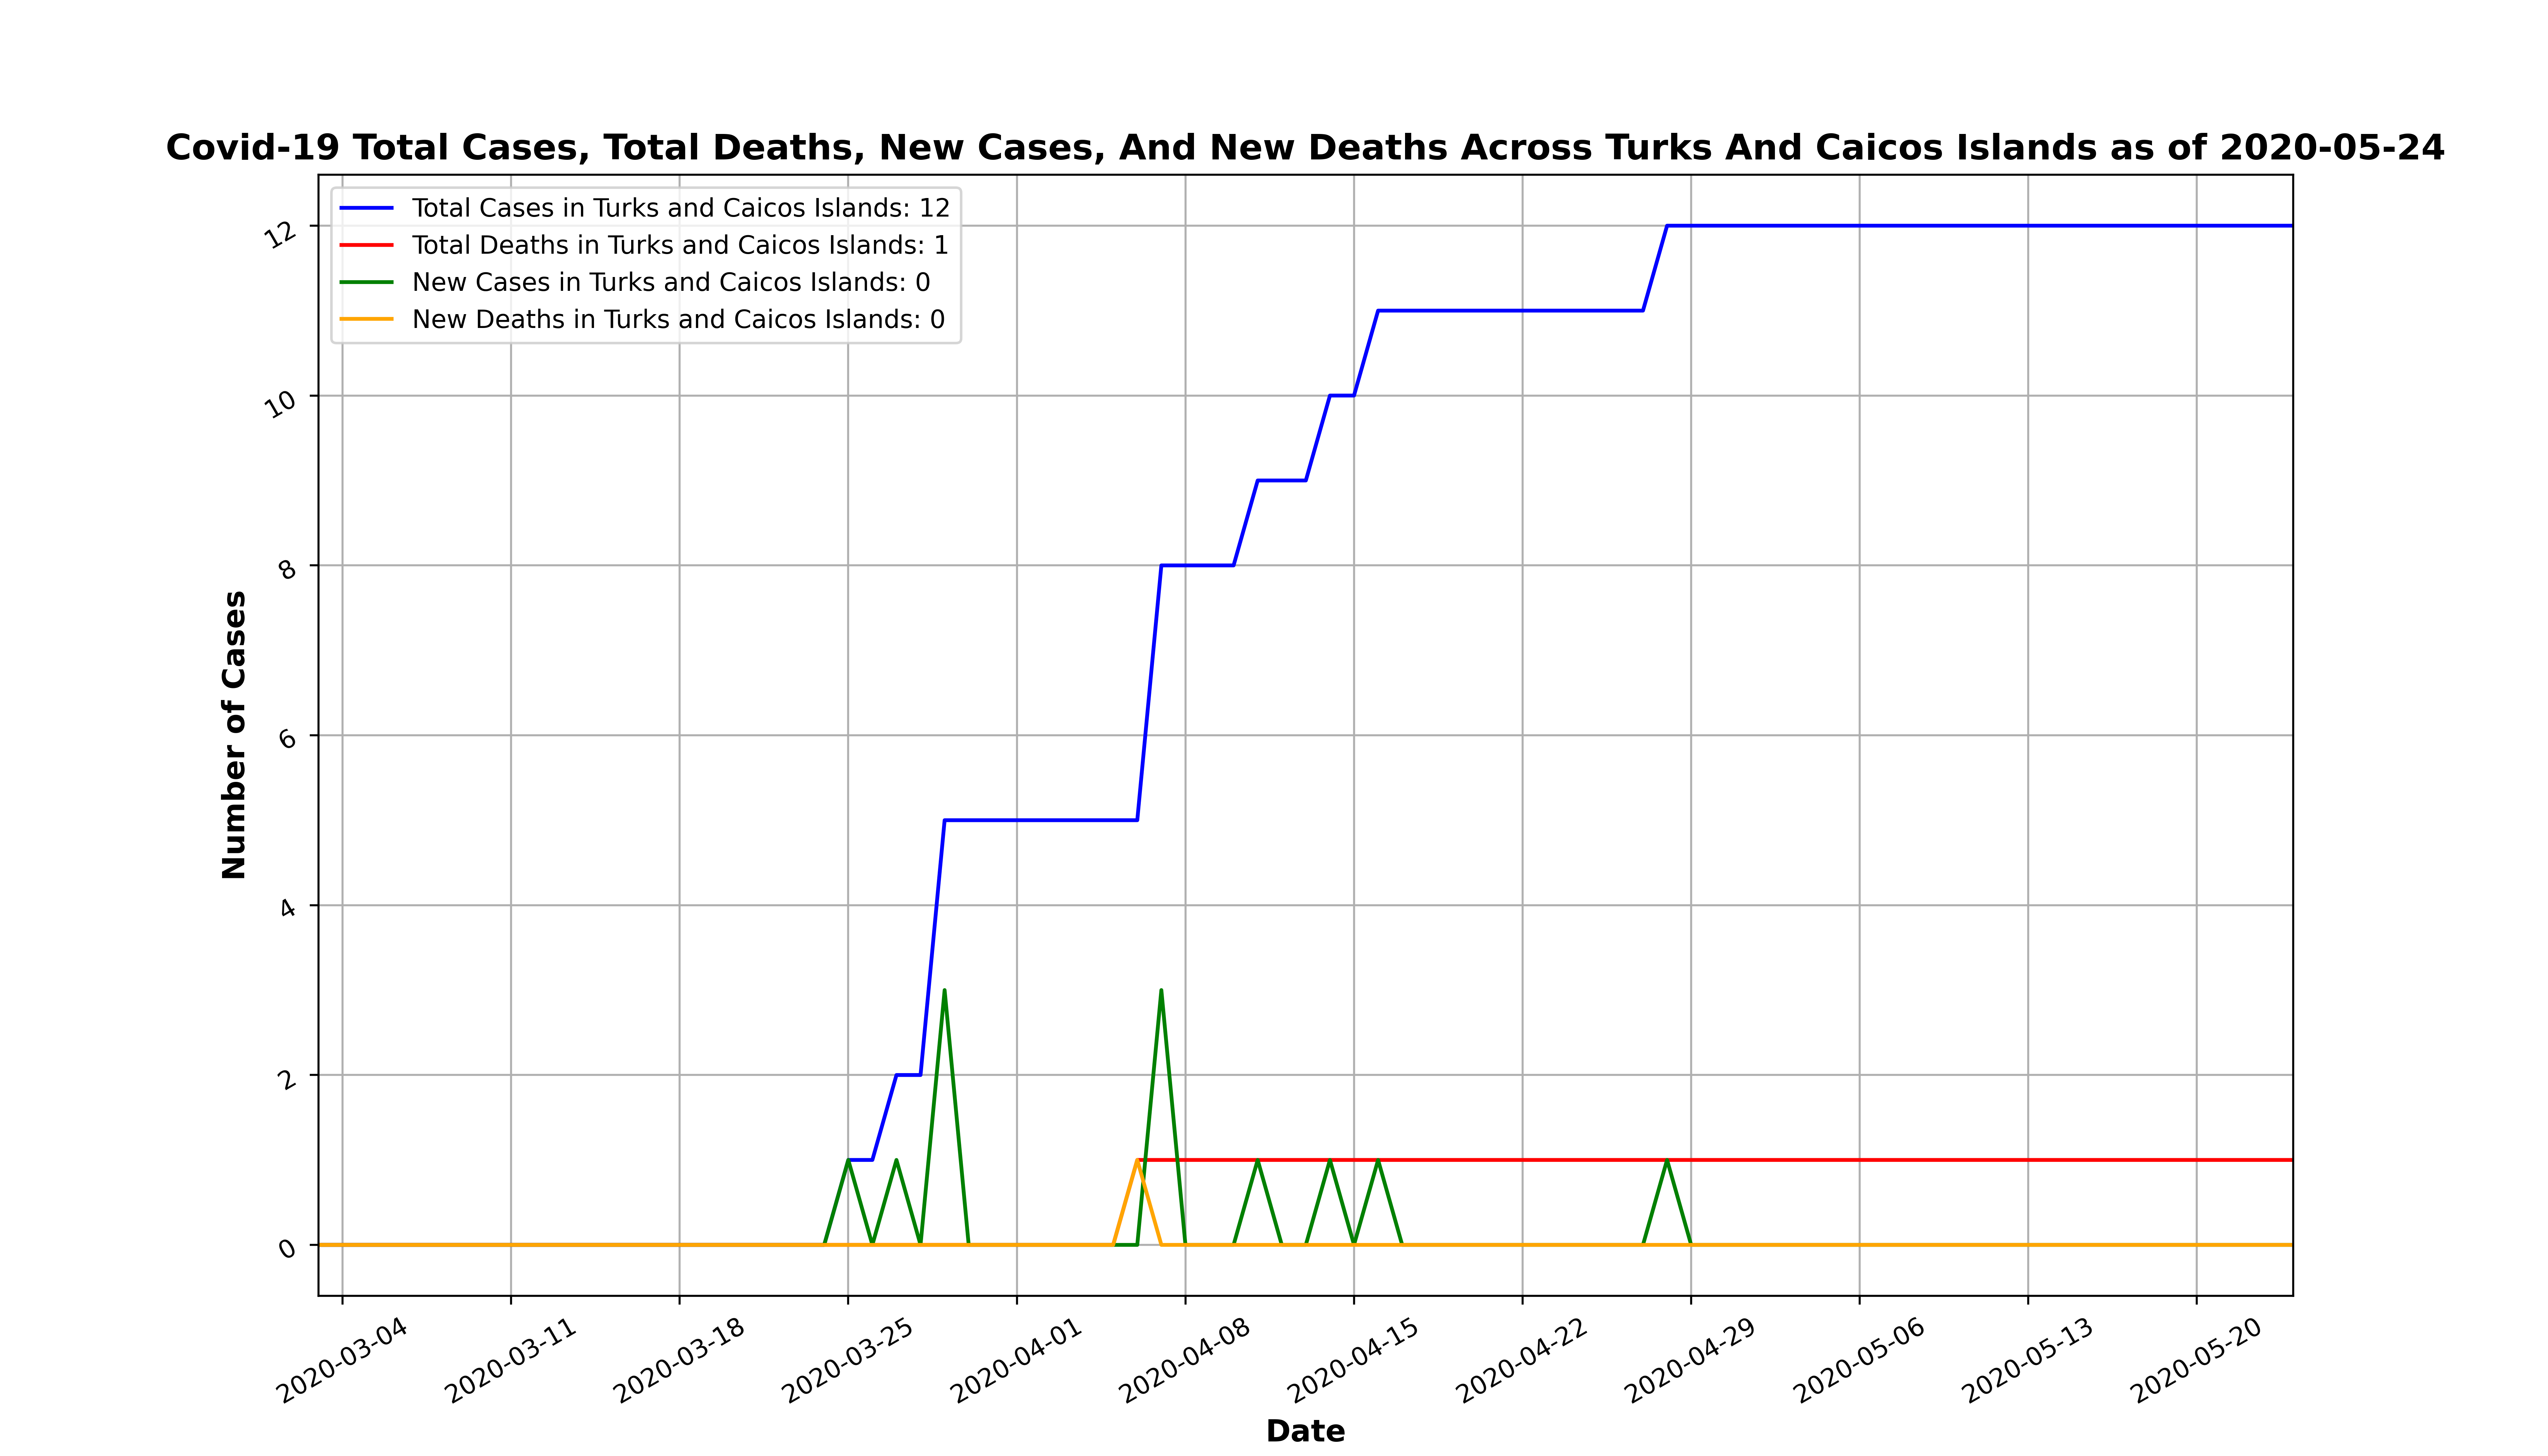 Covid-19 Total Cases, Total Deaths, New Cases, And New Deaths Across Turks And Caicos Islands as of 2020-05-24
Total Cases in Turks and Caicos Islands: 12
Total Deaths in Turks and Caicos Islands: 1
New Cases in Turks and Caicos Islands: 0
New Deaths in Turks and Caicos Islands: 0
Number of Cases
12
10
8
6
4
2
0
2020-03-04
2020-03-11
2020-03-18
2020-03-25
2020-04-01
2020-04-08
2020-04-15
2020-04-22
2020-04-29
2020-05-06
2020-05-13
2020-05-20
Date